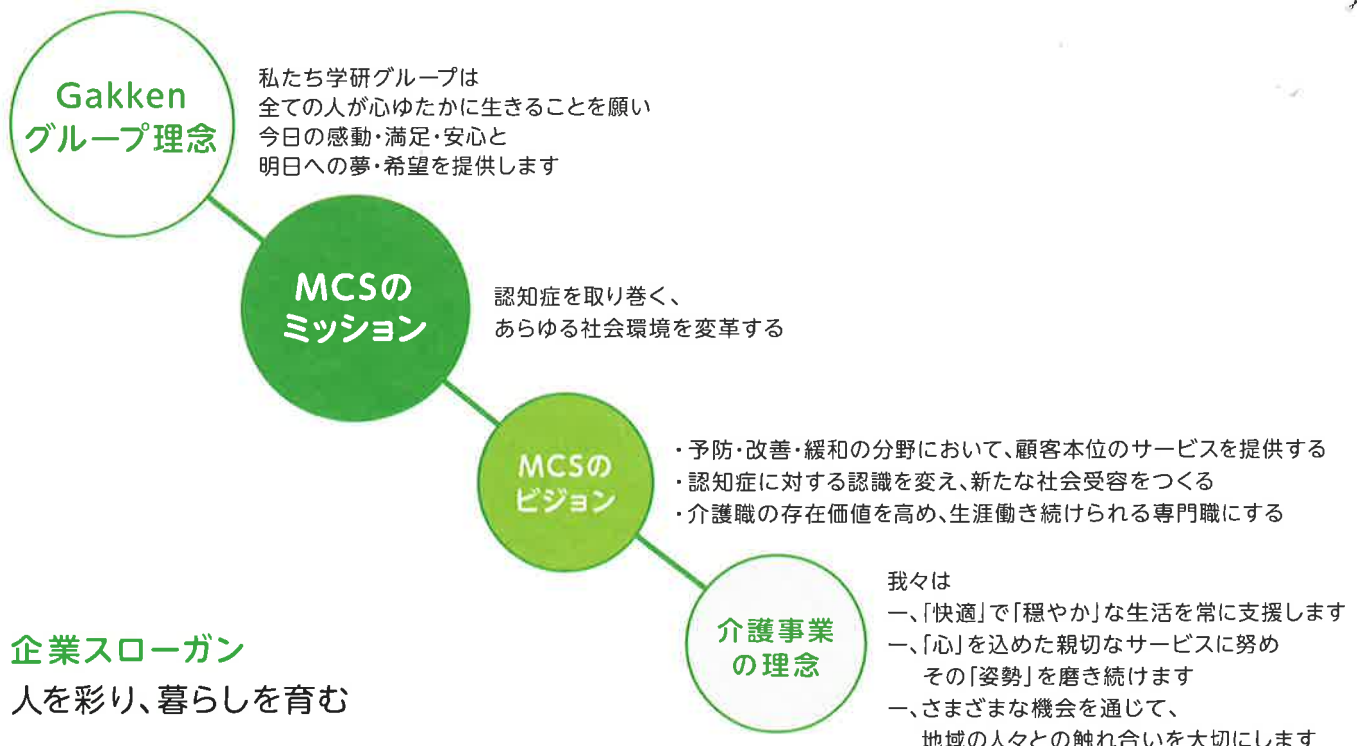 Gakken
グループ理念
私たち学研グループは
全ての人が心ゆたかに生きることを願い
今日の感動・満足・安心と
明日への夢・希望を提供します
MCSの
ミッション
認知症を取り巻く、
あらゆる社会環境を変革する
MCSの
ビジョン
・予防・改善・緩和の分野において、顧客本位のサービスを提供する
・認知症に対する認識を変え、新たな社会受容をつくる
・介護職の存在価値を高め、生涯働き続けられる専門職にする
介護事業
の理念
我々は
一、「快適」で「穏やか」な生活を常に支援します
一、「心」を込めた親切なサービスに努め
その「姿勢」を磨き続けます
一、さまざまな機会を通じて、
地域の人々との触れ合いを大切にします
企業スローガン
人を彩り、暮らしを育む